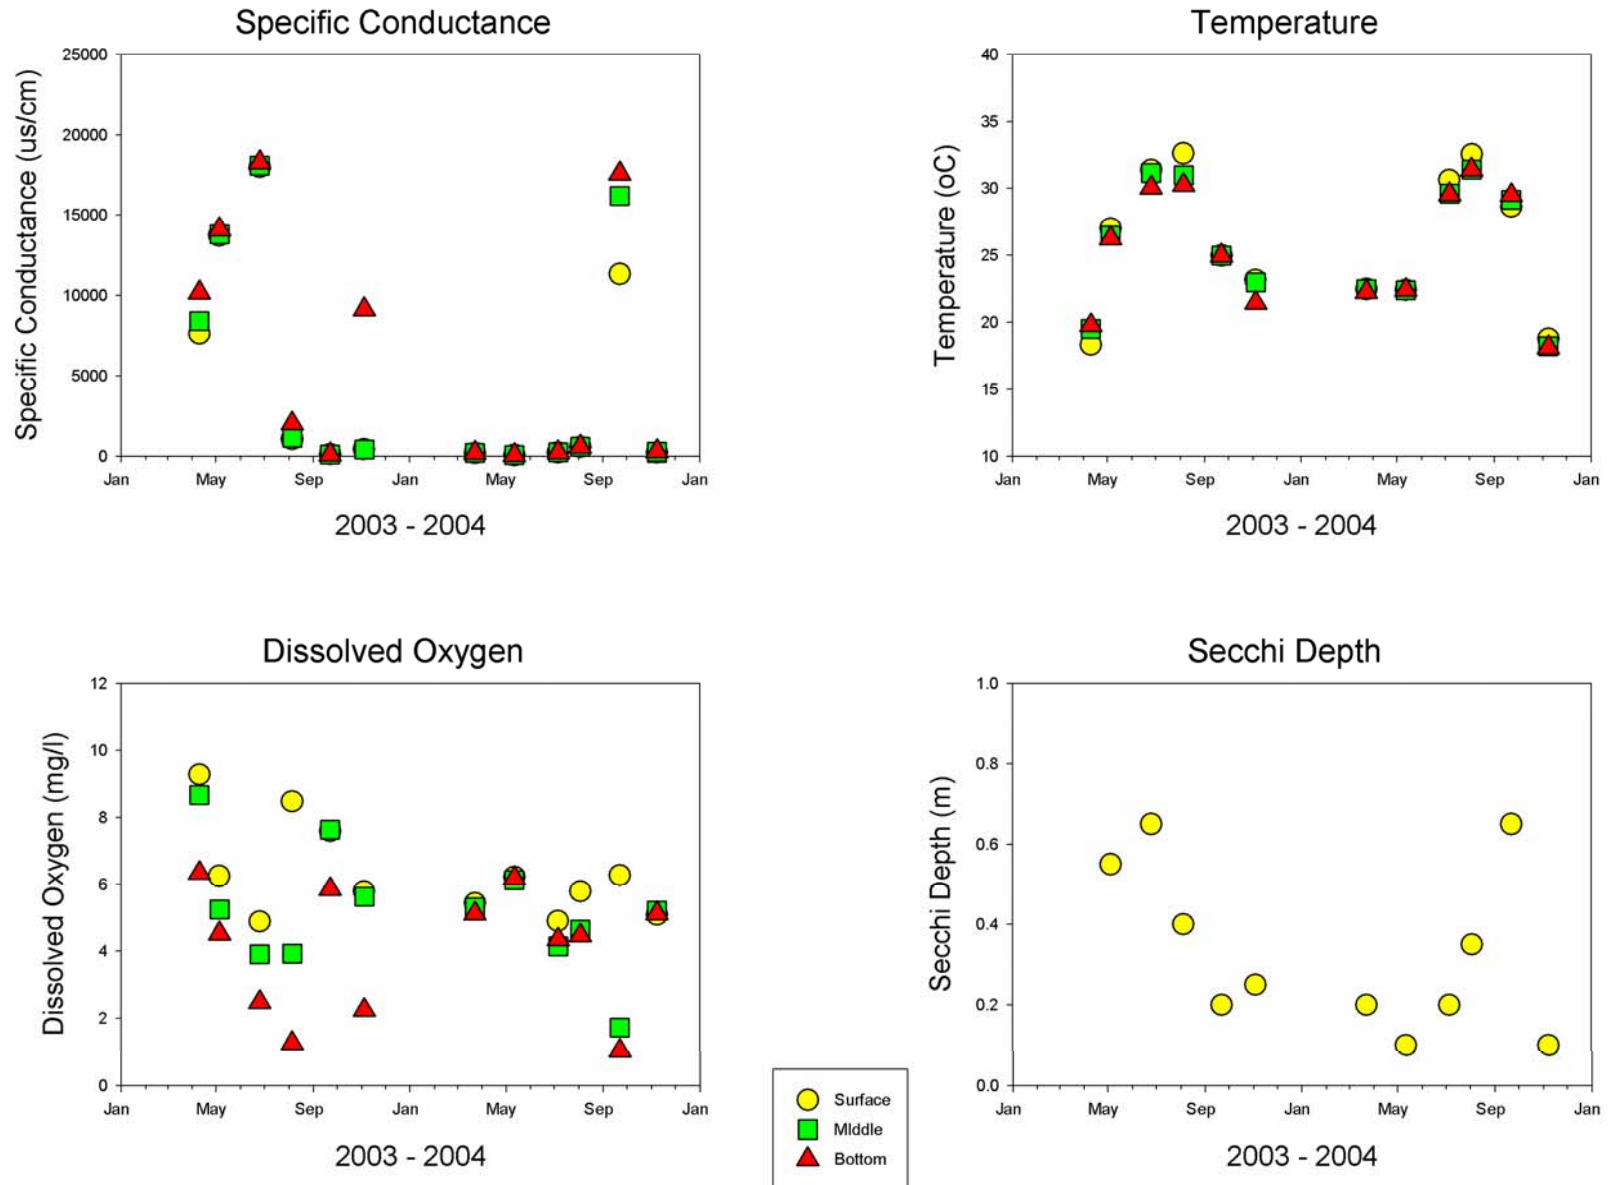 Specific Conductance
Specific Conductance (us/cm)
25000
20000
15000
10000
5000
0
Jan May Sep Jan May Sep Jan
2003 - 2004
Temperature
Temperature (oC)
40
35
30
25
20
15
10
Jan May Sep Jan May Sep Jan
2003 - 2004
Dissolved Oxygen
Dissolved Oxygen (mg/l)
12
10
8
6
4
2
0
Jan May Sep Jan May Sep Jan
2003 - 2004
Secchi Depth
Secchi Depth (m)
1.0
0.8
0.6
0.4
0.2
0.0
Jan May Sep Jan May Sep Jan
2003 - 2004
Surface
MIddle
Bottom